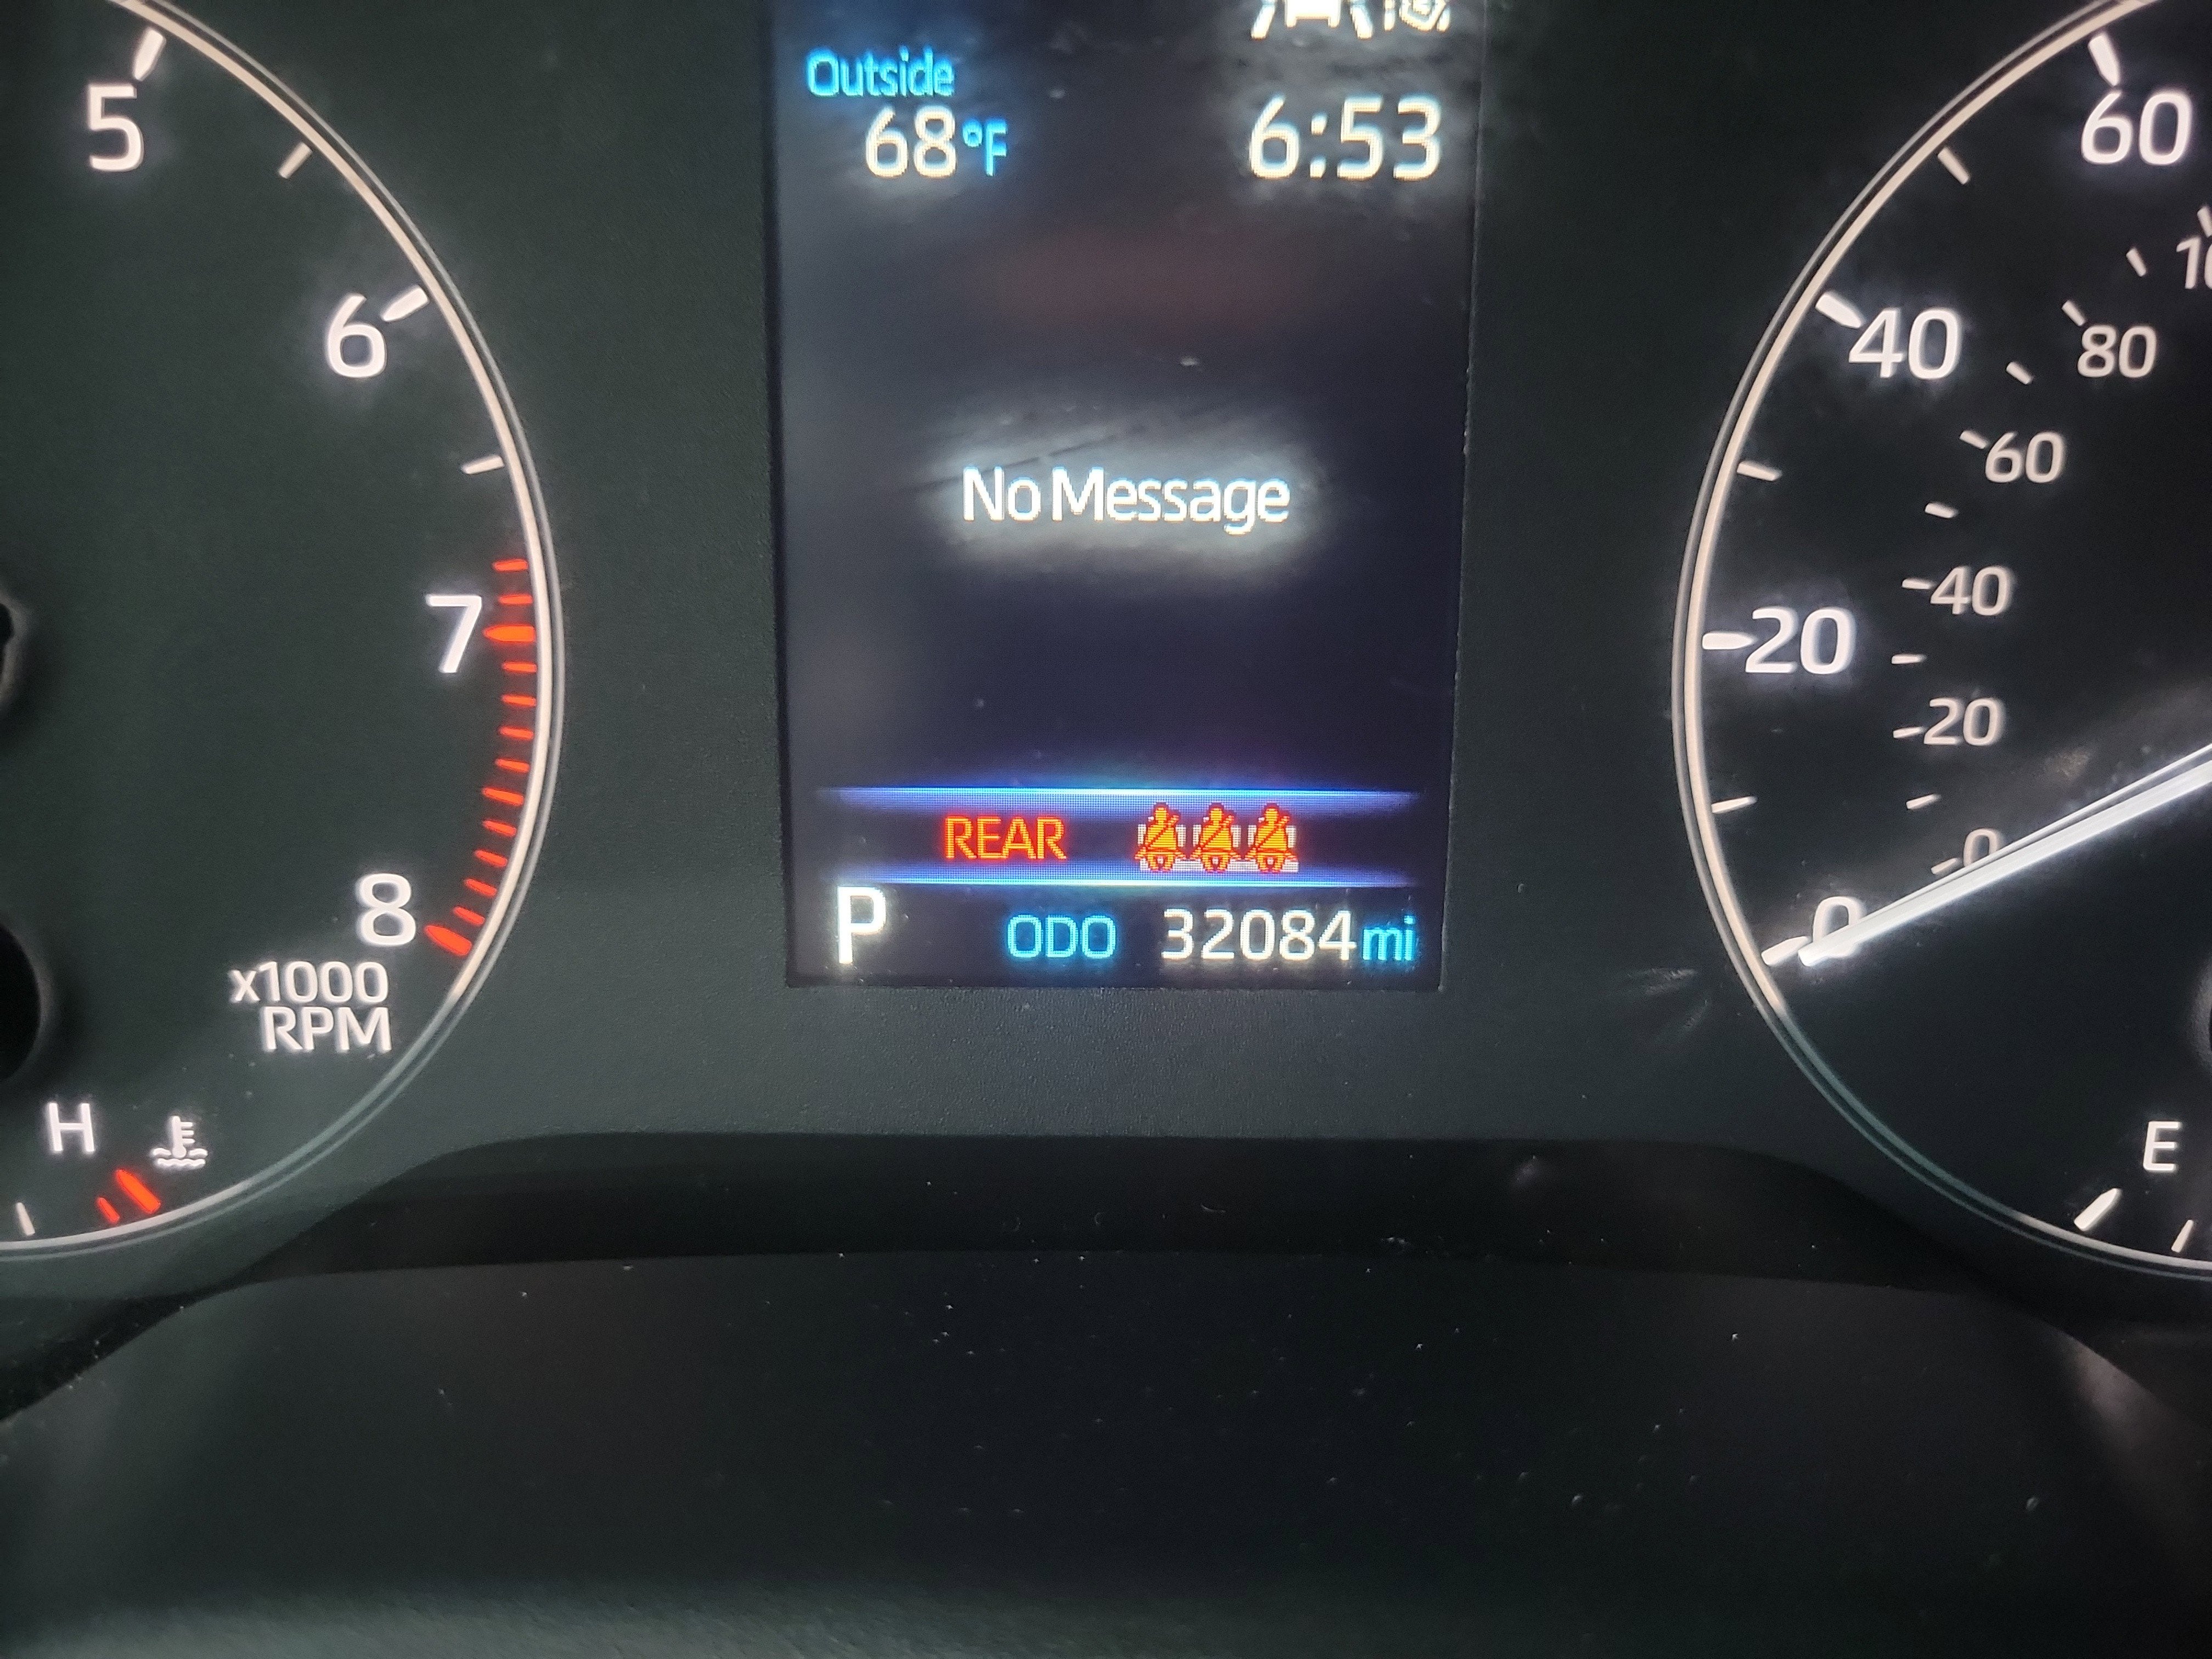 5
6
7
8
x1000
RPM
H
Outside
68°F
6:53
No Message
REAR
P
ODO 32084 mi
60
40
20
0
80
60
40
20
0
E